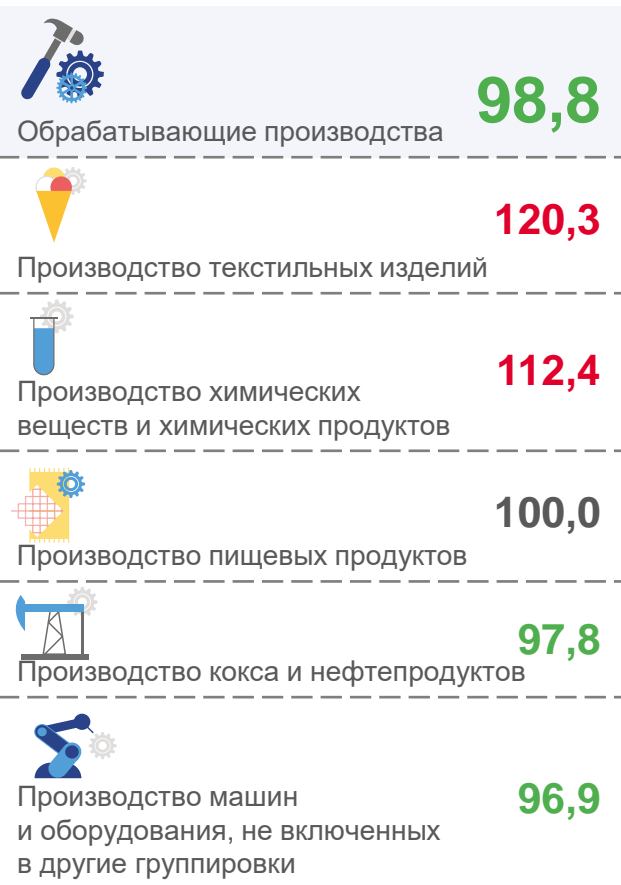 98,8
Обрабатывающие производства
120,3
Производство текстильных изделий
112,4
Производство химических
веществ и химических продуктов
100,0
Производство пищевых продуктов
97,8
Производство кокса и нефтепродуктов
96,9
Производство машин
и оборудования, не включенных
в другие группировки